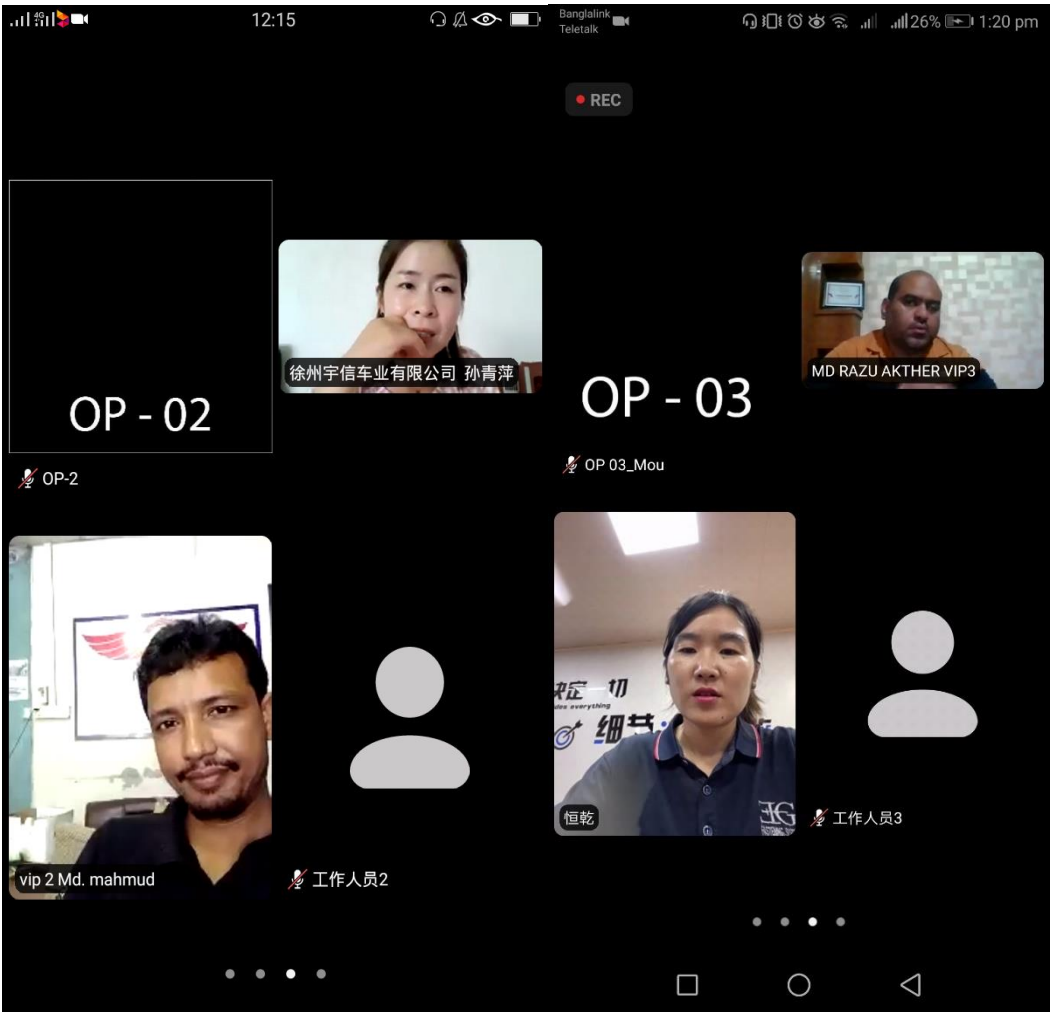 4G
12:15
OP - 02
OP-2
徐州宇信车业有限公司 孙青萍
vip 2 Md. mahmud
工作人员2
Banglalink
Teletalk
26%
1:20 pm
REC
OP - 03
OP 03_Mou
MD RAZU AKTHER VIP3
决定一切
everything
细节
恒乾
工作人员3